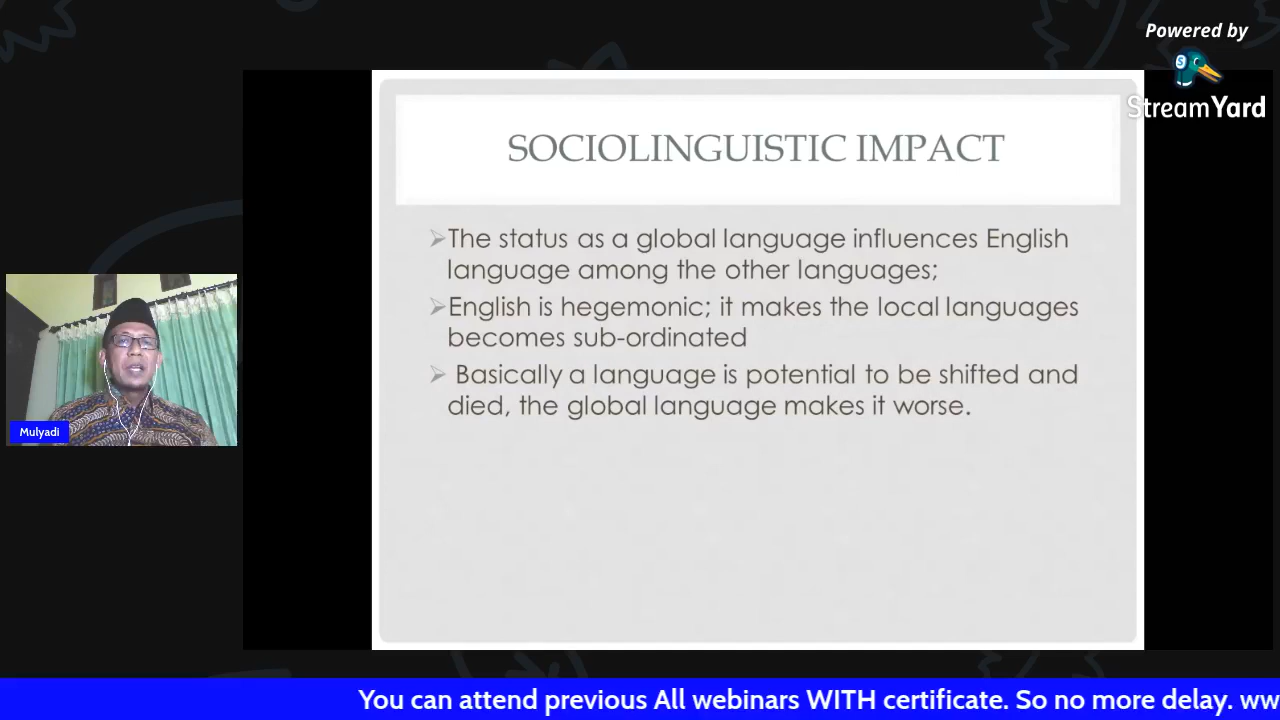 Powered by
StreamYard
SOCIOLINGUISTIC IMPACT
➢The status as a global language influences English
language among the other languages;
➢English is hegemonic; it makes the local languages
becomes sub-ordinated
➢ Basically a language is potential to be shifted and
died, the global language makes it worse.
Mulyadi
You can attend previous All webinars WITH certificate. So no more delay. ww